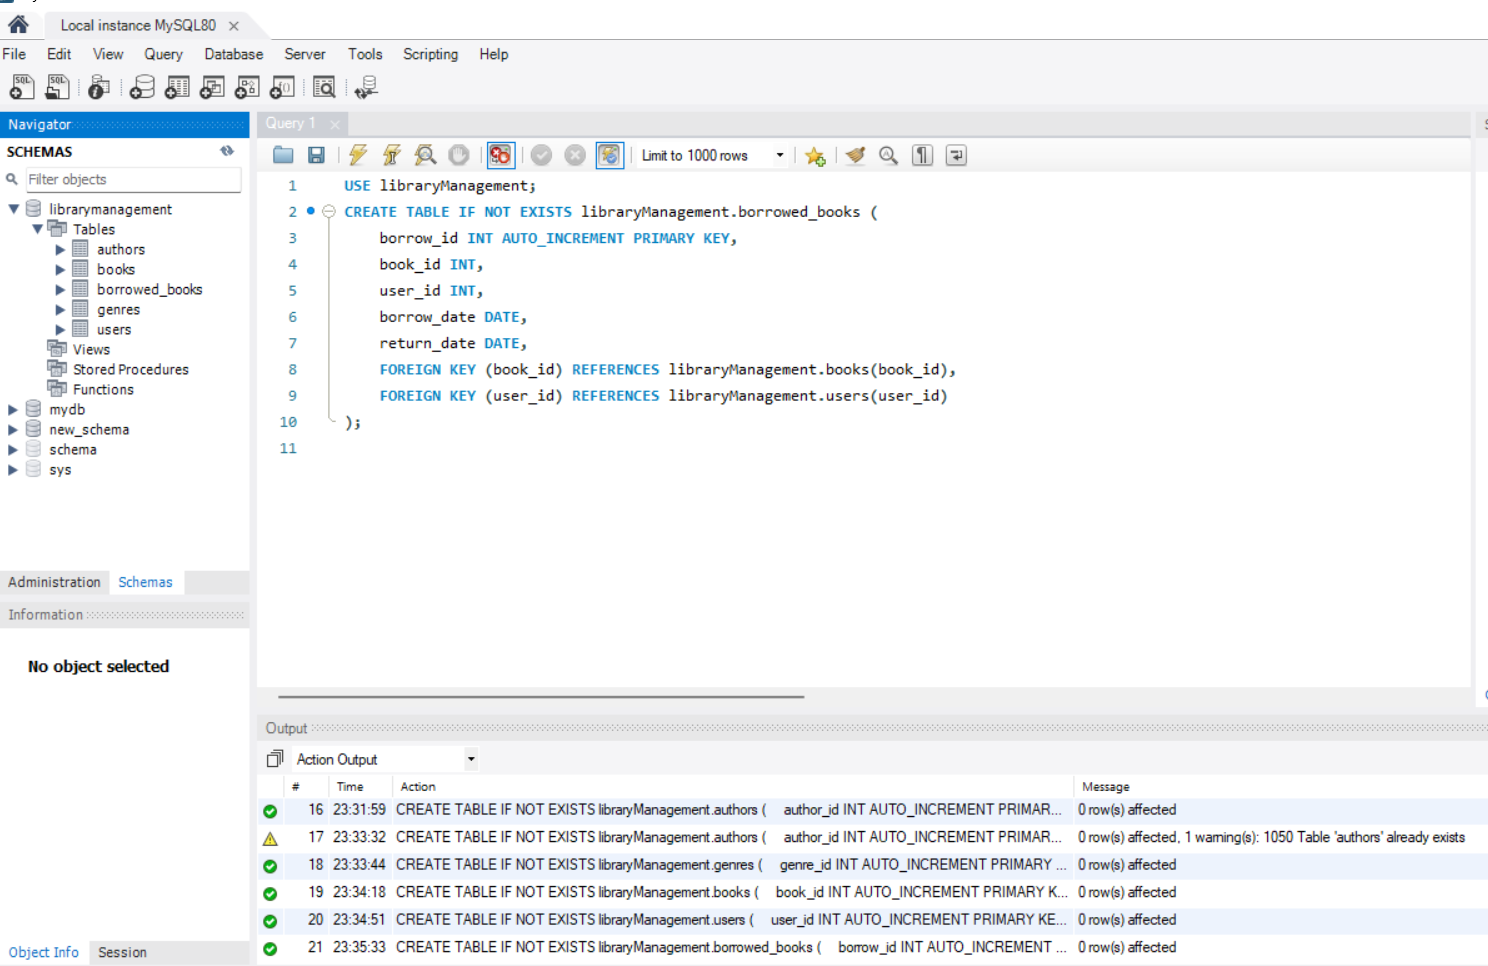 Local instance MySQL80
File Edit View Query Database Server Tools Scripting Help
Navigator
SCHEMAS
Filter objects
librarymanagement
Tables
authors
books
borrowed_books
genres
users
Views
Stored Procedures
Functions
mydb
new_schema
schema
sys
Administration Schemas
Information
No object selected
Object Info Session
Query 1
Limit to 1000 rows
1 USE libraryManagement;
2 CREATE TABLE IF NOT EXISTS libraryManagement.borrowed_books (
3 borrow_id INT AUTO_INCREMENT PRIMARY KEY,
4 book_id INT,
5 user_id INT,
6 borrow_date DATE,
7 return_date DATE,
8 FOREIGN KEY (book_id) REFERENCES libraryManagement.books(book_id),
9 FOREIGN KEY (user_id) REFERENCES libraryManagement.users(user_id)
10 );
11
Output
Action Output
# Time Action Message
16 23:31:59 CREATE TABLE IF NOT EXISTS libraryManagement.authors ( author_id INT AUTO_INCREMENT PRIMAR... 0 row(s) affected
17 23:33:32 CREATE TABLE IF NOT EXISTS libraryManagement.authors ( author_id INT AUTO_INCREMENT PRIMAR... 0 row(s) affected, 1 warning(s): 1050 Table 'authors' already exists
18 23:33:44 CREATE TABLE IF NOT EXISTS libraryManagement.genres ( genre_id INT AUTO_INCREMENT PRIMARY ... 0 row(s) affected
19 23:34:18 CREATE TABLE IF NOT EXISTS libraryManagement.books ( book_id INT AUTO_INCREMENT PRIMARY K... 0 row(s) affected
20 23:34:51 CREATE TABLE IF NOT EXISTS libraryManagement.users ( user_id INT AUTO_INCREMENT PRIMARY KE... 0 row(s) affected
21 23:35:33 CREATE TABLE IF NOT EXISTS libraryManagement.borrowed_books ( borrow_id INT AUTO_INCREMENT ... 0 row(s) affected